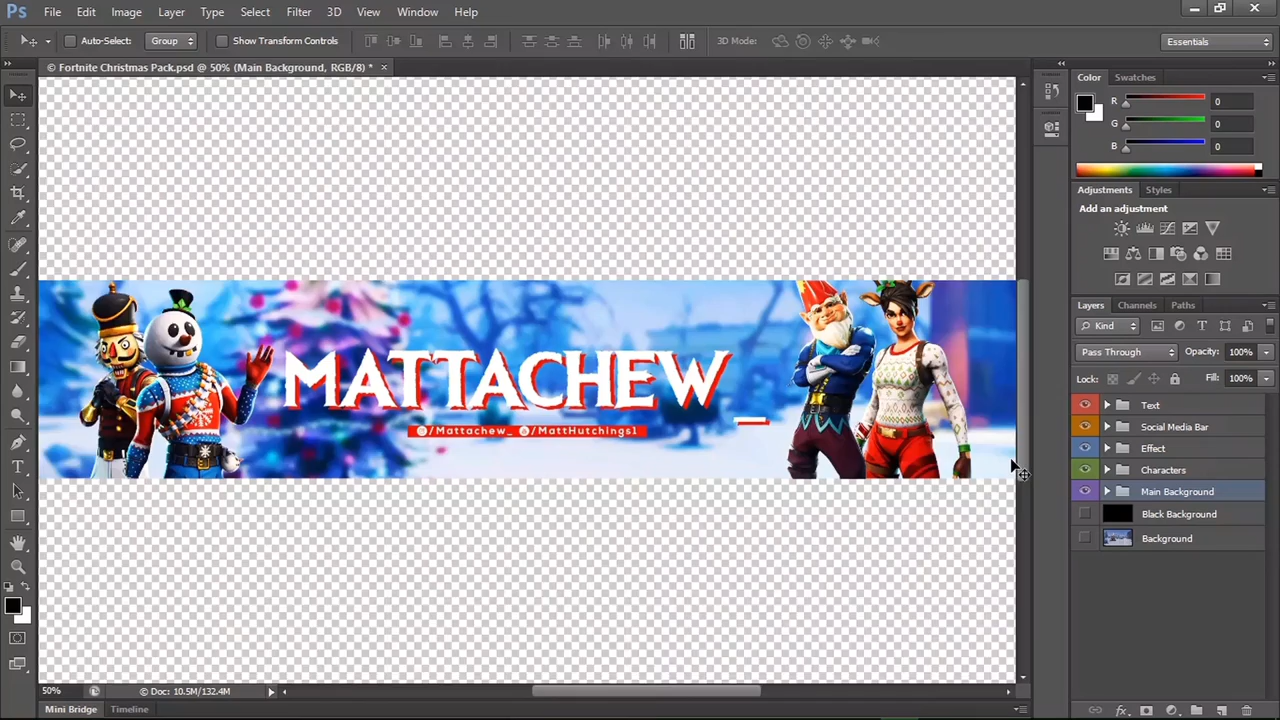 Ps File Edit Image Layer Type Select Filter 3D View Window Help
Auto-Select: Group Show Transform Controls 3D Mode: Essentials
© Fortnite Christmas Pack.psd @ 50% (Main Background, RGB/8) * ×
Color Swatches
R 0
G 0
B 0
Adjustments Styles
Add an adjustment
Layers Channels Paths
Kind
Pass Through Opacity: 100%
Lock: Fill: 100%
Text
Social Media Bar
Effect
Characters
Main Background
Black Background
Background
MATTACHEW_
/Mattachew_ /MattHutchings1
50% © Doc: 10.5M/132.4M
Mini Bridge Timeline